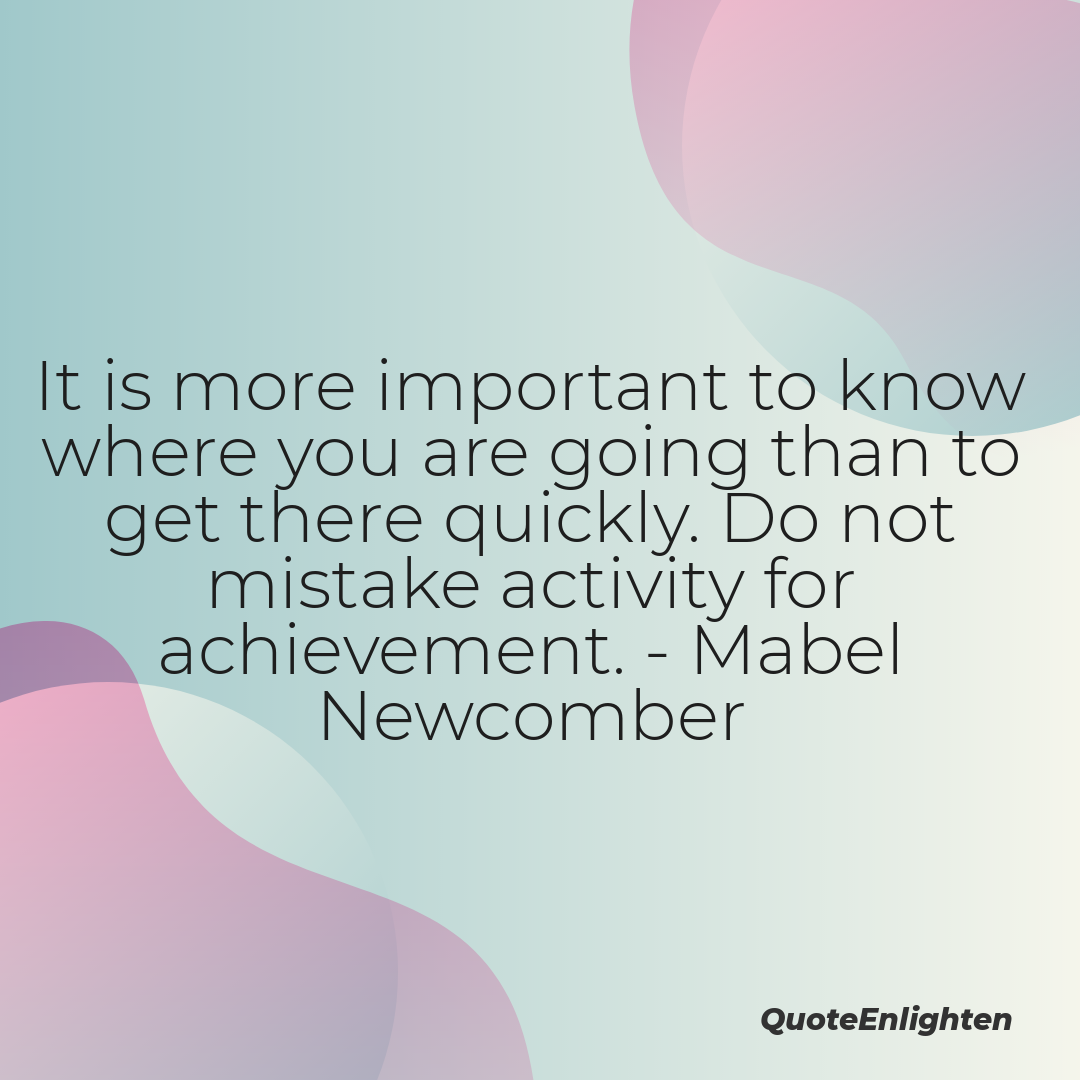 It is more important to know
where you are going than to
get there quickly. Do not
mistake activity for
achievement. - Mabel
Newcomber
QuoteEnlighten